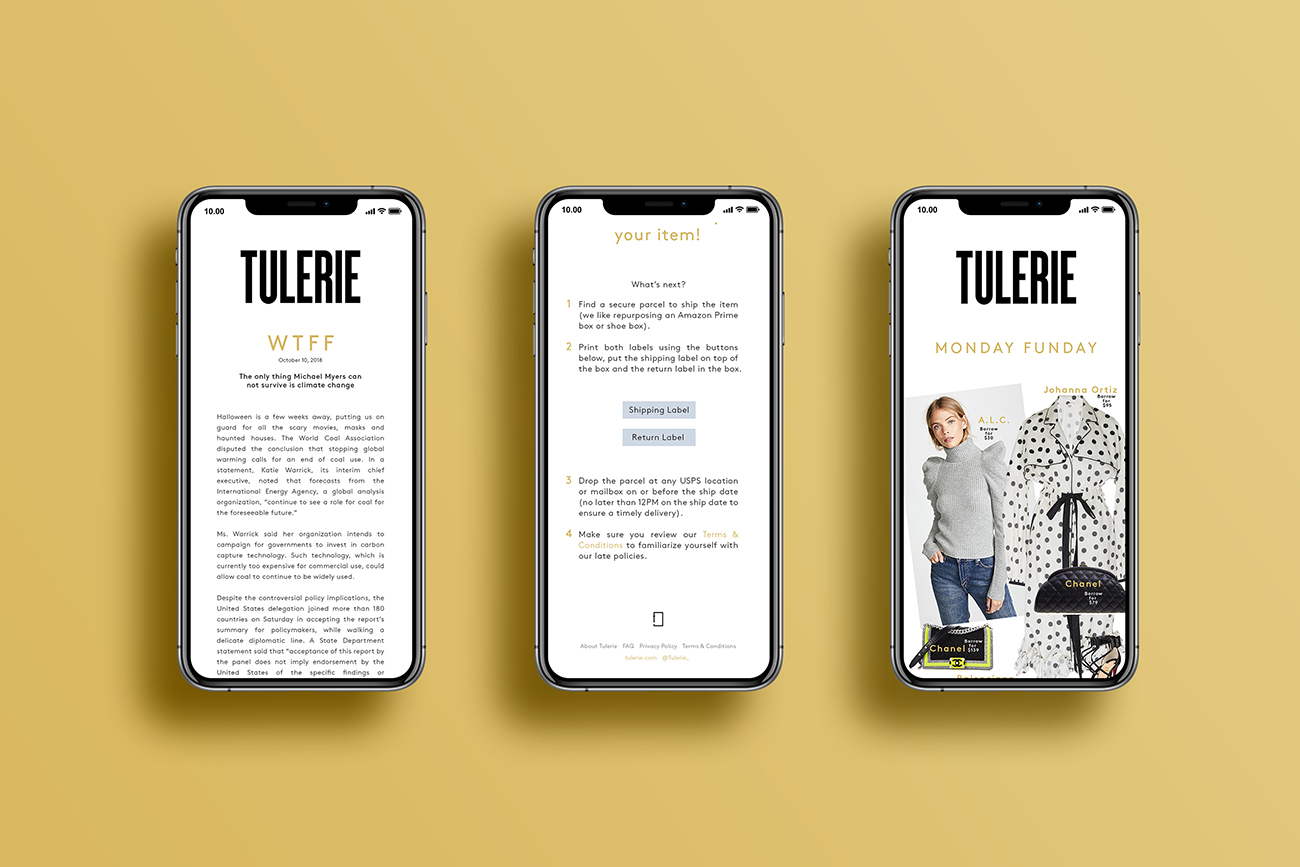 10.00
TULERIE
WTFF
October 10, 2018
The only thing Michael Myers can
not survive is climate change
Halloween is a few weeks away, putting us on
guard for all the scary movies, masks and
haunted houses. The World Coal Association
disputed the conclusion that stopping global
warming calls for an end of coal use. In a
statement, Katie Warrick, its interim chief
executive, noted that forecasts from the
International Energy Agency, a global analysis
organization, “continue to see a role for coal for
the foreseeable future.”
Ms. Warrick said her organization intends to
campaign for governments to invest in carbon
capture technology. Such technology, which is
currently too expensive for commercial use, could
allow coal to continue to be widely used.
Despite the controversial policy implications, the
United States delegation joined more than 180
countries on Saturday in accepting the report’s
summary for policymakers, while walking a
delicate diplomatic line. A State Department
statement said that “acceptance of this report by
the panel does not imply endorsement by the
United States of the specific findings or
10.00
your item!
What’s next?
1 Find a secure parcel to ship the item
(we like repurposing an Amazon Prime
box or shoe box).
2 Print both labels using the buttons
below, put the shipping label on top of
the box and the return label in the box.
Shipping Label
Return Label
3 Drop the parcel at any USPS location
or mailbox on or before the ship date
(no later than 12PM on the ship date to
ensure a timely delivery).
4 Make sure you review our Terms &
Conditions to familiarize yourself with
our late policies.
About Tulerie FAQ Privacy Policy Terms & Conditions
tulerie.com @Tulerie_
10.00
TULERIE
MONDAY FUNDAY
Johanna Ortiz
Borrow
for
$95
A.L.C.
Borrow
for
$50
Chanel
Borrow
for
$79
Chanel
Borrow
for
$139